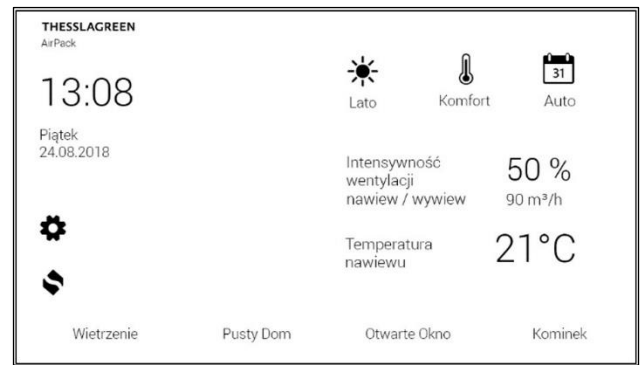 THESSLAGREEN
AirPack
13:08
Piątek
24.08.2018
31
Lato
Komfort
Auto
Intensywność
wentylacji
nawiew / wywiew
50 %
90 m³/h
Temperatura
nawiewu
21°C
Wietrzenie
Pusty Dom
Otwarte Okno
Kominek